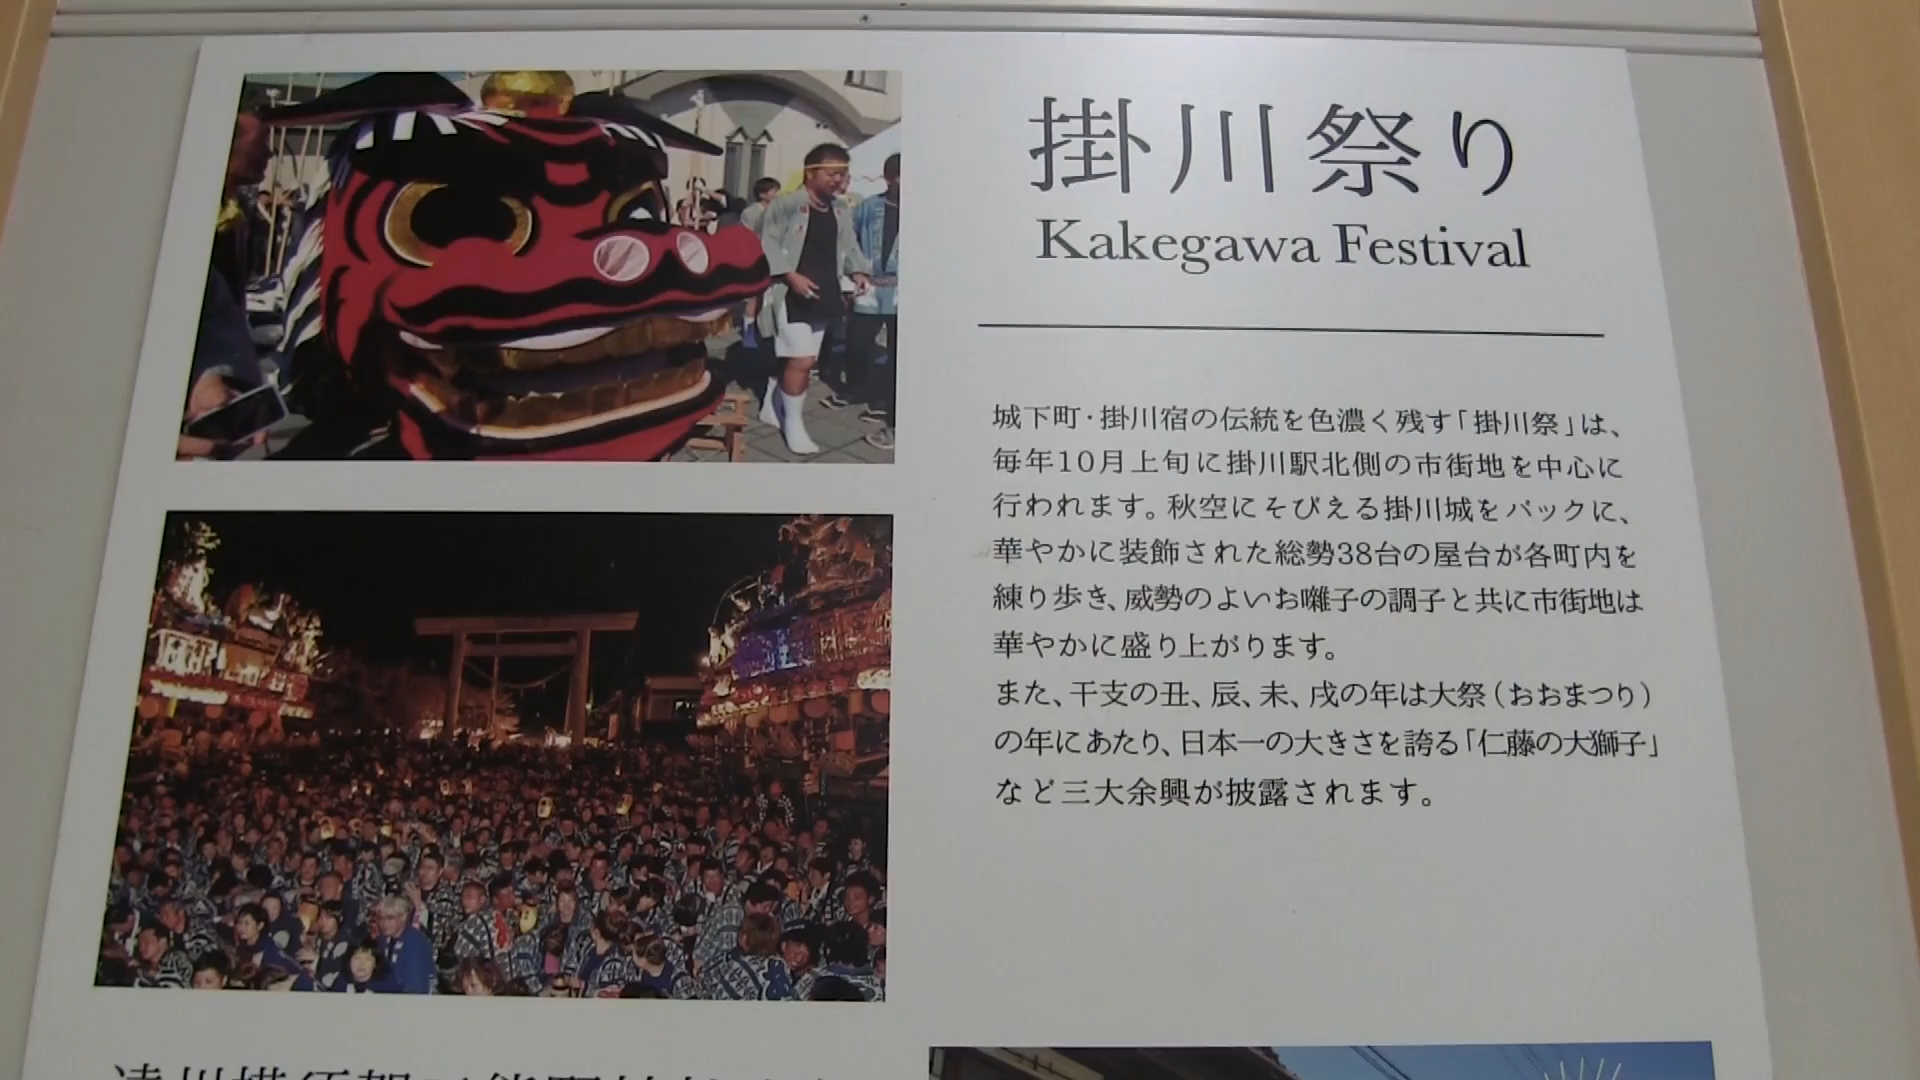 掛川祭り
Kakegawa Festival
城下町・掛川宿の伝統を色濃く残す「掛川祭」は、
毎年10月上旬に掛川駅北側の市街地を中心に
行われます。秋空にそびえる掛川城をバックに、
華やかに装飾された総勢38台の屋台が各町内を
練り歩き、威勢のよいお囃子の調子と共に市街地は
華やかに盛り上がります。
また、干支の丑、辰、未、戌の年は大祭（おおまつり）
の年にあたり、日本一の大きさを誇る「仁藤の大獅子」
など三大余興が披露されます。